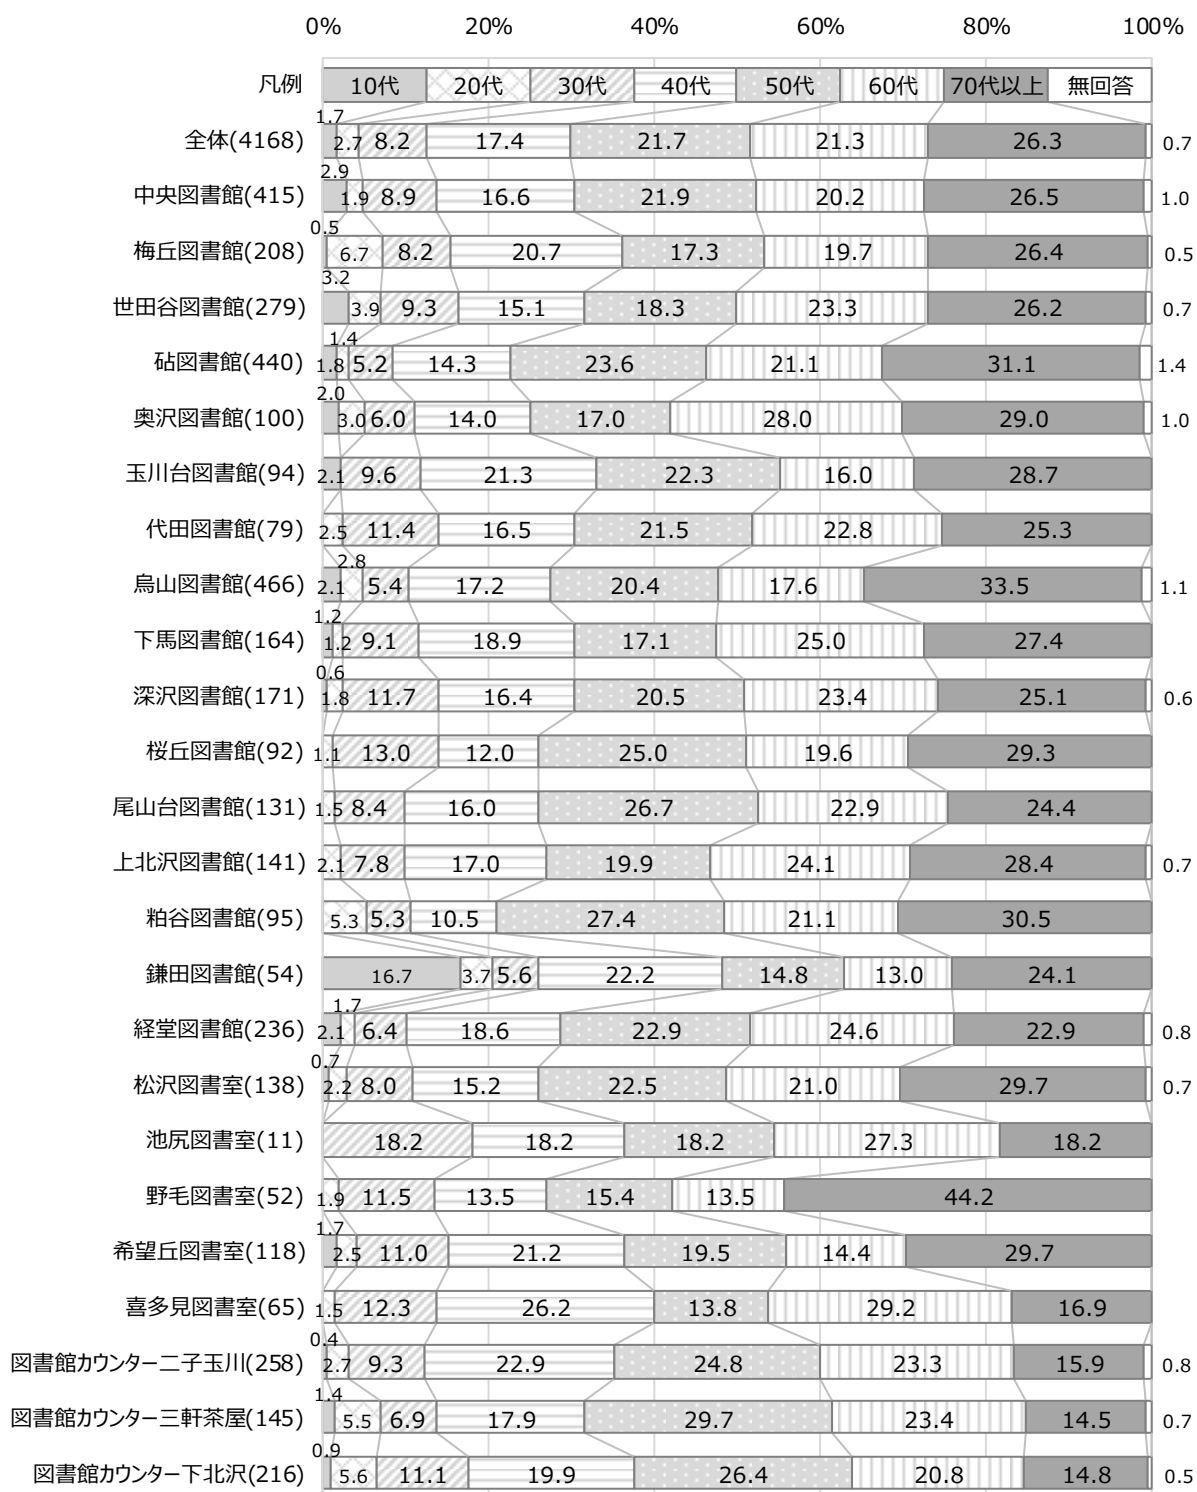 0% 20% 40% 60% 80% 100%
凡例 10代 20代 30代 40代 50代 60代 70代以上 無回答
1.7
全体(4168) 2.7 8.2 17.4 21.7 21.3 26.3 0.7
2.9
中央図書館(415) 1.9 8.9 16.6 21.9 20.2 26.5 1.0
0.5
梅丘図書館(208) 6.7 8.2 20.7 17.3 19.7 26.4 0.5
3.2
世田谷図書館(279) 3.9 9.3 15.1 18.3 23.3 26.2 0.7
1.4
砧図書館(440) 1.8 5.2 14.3 23.6 21.1 31.1 1.4
2.0
奥沢図書館(100) 3.0 6.0 14.0 17.0 28.0 29.0 1.0
玉川台図書館(94) 2.1 9.6 21.3 22.3 16.0 28.7
代田図書館(79) 2.5 11.4 16.5 21.5 22.8 25.3
2.8
烏山図書館(466) 2.1 5.4 17.2 20.4 17.6 33.5 1.1
1.2
下馬図書館(164) 1.2 9.1 18.9 17.1 25.0 27.4
0.6
深沢図書館(171) 1.8 11.7 16.4 20.5 23.4 25.1 0.6
桜丘図書館(92) 1.1 13.0 12.0 25.0 19.6 29.3
尾山台図書館(131) 1.5 8.4 16.0 26.7 22.9 24.4
上北沢図書館(141) 2.1 7.8 17.0 19.9 24.1 28.4 0.7
粕谷図書館(95) 5.3 5.3 10.5 27.4 21.1 30.5
鎌田図書館(54) 16.7 3.7 5.6 22.2 14.8 13.0 24.1
1.7
経堂図書館(236) 2.1 6.4 18.6 22.9 24.6 22.9 0.8
0.7
松沢図書室(138) 2.2 8.0 15.2 22.5 21.0 29.7 0.7
池尻図書室(11) 18.2 18.2 18.2 27.3 18.2
野毛図書室(52) 1.9 11.5 13.5 15.4 13.5 44.2
1.7
希望丘図書室(118) 2.5 11.0 21.2 19.5 14.4 29.7
喜多見図書室(65) 1.5 12.3 26.2 13.8 29.2 16.9
0.4
図書館カウンター二子玉川(258) 2.7 9.3 22.9 24.8 23.3 15.9 0.8
1.4
図書館カウンター三軒茶屋(145) 5.5 6.9 17.9 29.7 23.4 14.5 0.7
0.9
図書館カウンター下北沢(216) 5.6 11.1 19.9 26.4 20.8 14.8 0.5